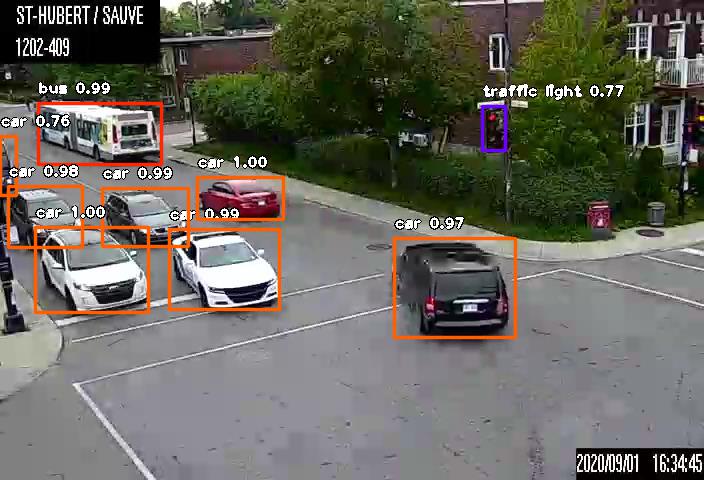 ST-HUBERT / SAUVE
1202-409
bus 0.99
traffic light 0.77
car 0.76
car 0.98
car 0.99
car 1.00
car 1.00
car 0.99
car 0.97
2020/09/01 16:34:45